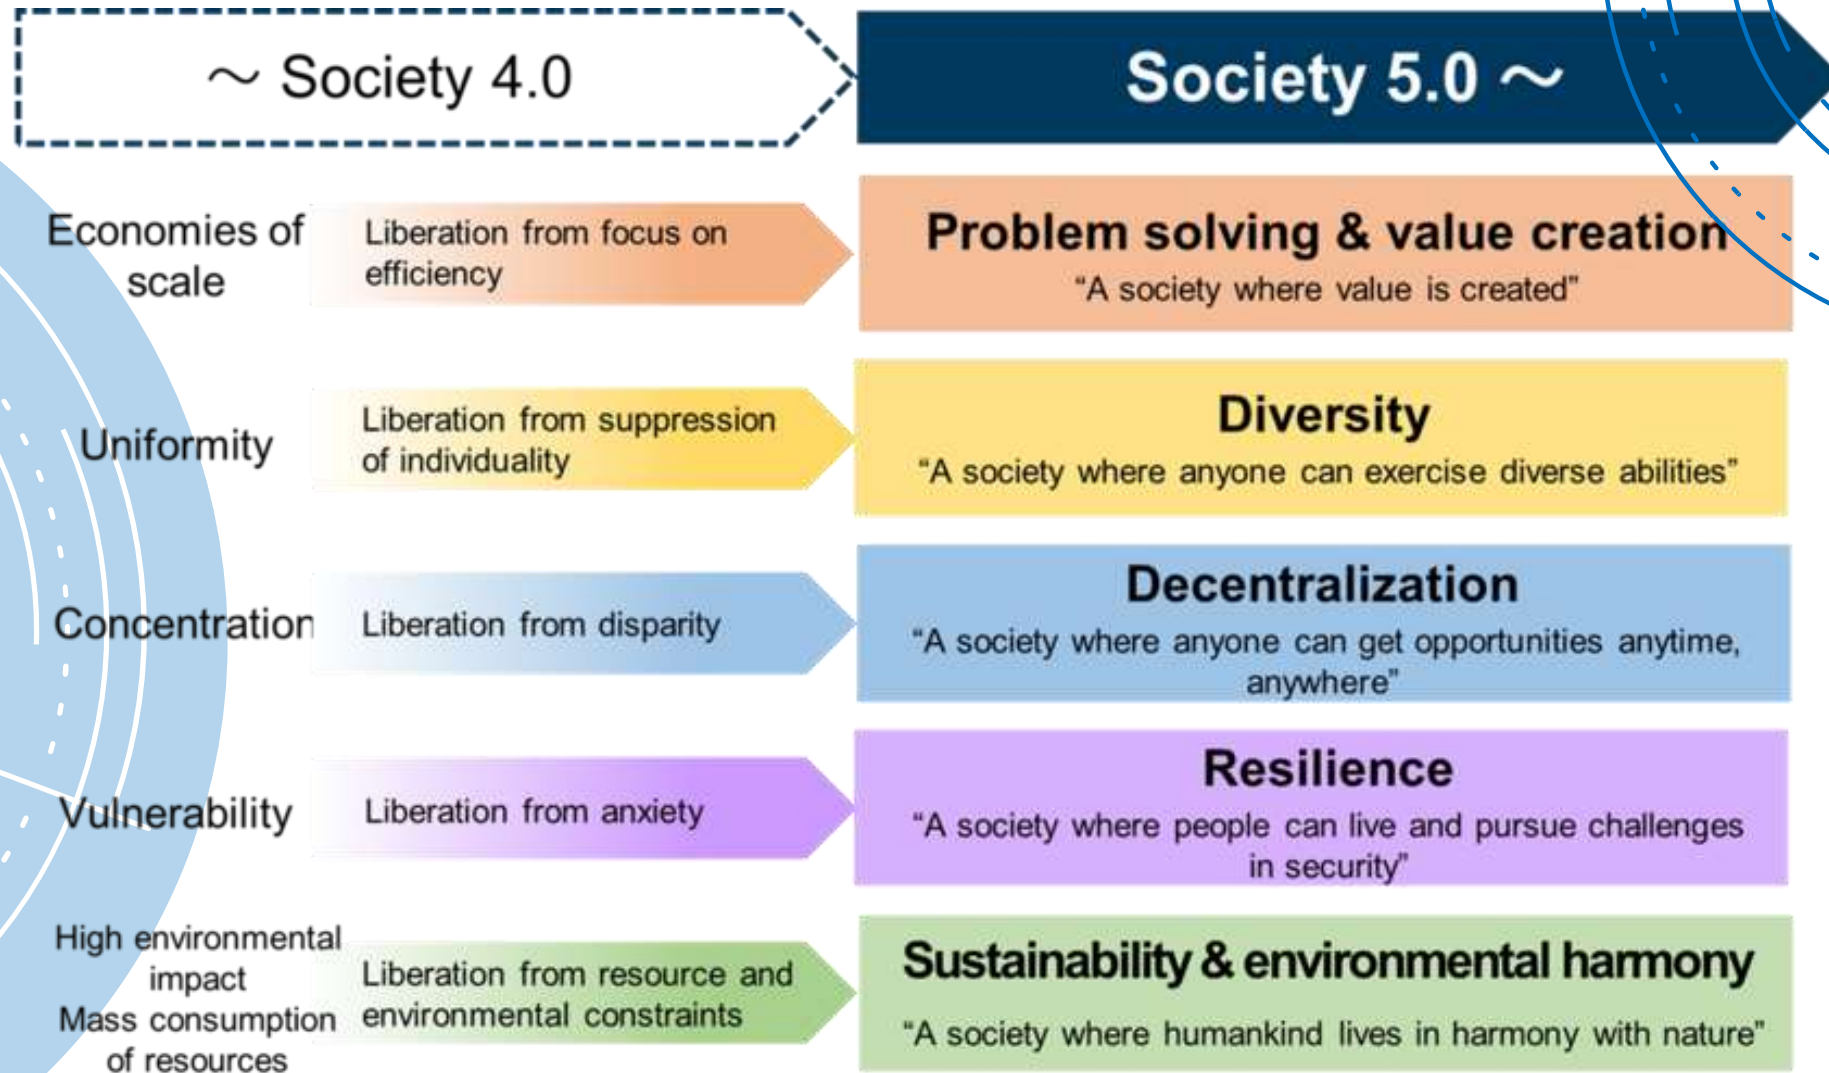 ～ Society 4.0
Society 5.0 ～
Economies of
scale
Liberation from focus on
efficiency
Problem solving & value creation
“A society where value is created”
Uniformity
Liberation from suppression
of individuality
Diversity
“A society where anyone can exercise diverse abilities”
Concentration
Liberation from disparity
Decentralization
“A society where anyone can get opportunities anytime,
anywhere”
Vulnerability
Liberation from anxiety
Resilience
“A society where people can live and pursue challenges
in security”
High environmental
impact
Mass consumption
of resources
Liberation from resource and
environmental constraints
Sustainability & environmental harmony
“A society where humankind lives in harmony with nature”